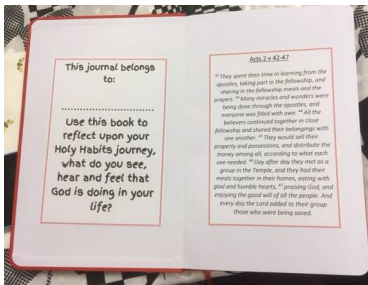 This journal belongs
to:
................................
Use this book to
reflect upon your
Holy Habits journey,
what do you see,
hear and feel that
God is doing in your
life?
Acts 2 v 42-47
42 They spent their time in learning from the
apostles, taking part in the fellowship, and
sharing in the fellowship meals and the
prayers. 43 Many miracles and wonders were
being done through the apostles, and
everyone was filled with awe. 44 All the
believers continued together in close
fellowship and shared their belongings with
one another. 45 They would sell their
property and possessions, and distribute the
money among all, according to what each
one needed. 46 Day after day they met as a
group in the Temple, and they had their
meals together in their homes, eating with
glad and humble hearts, 47 praising God, and
enjoying the good will of all the people. And
every day the Lord added to their group
those who were being saved.